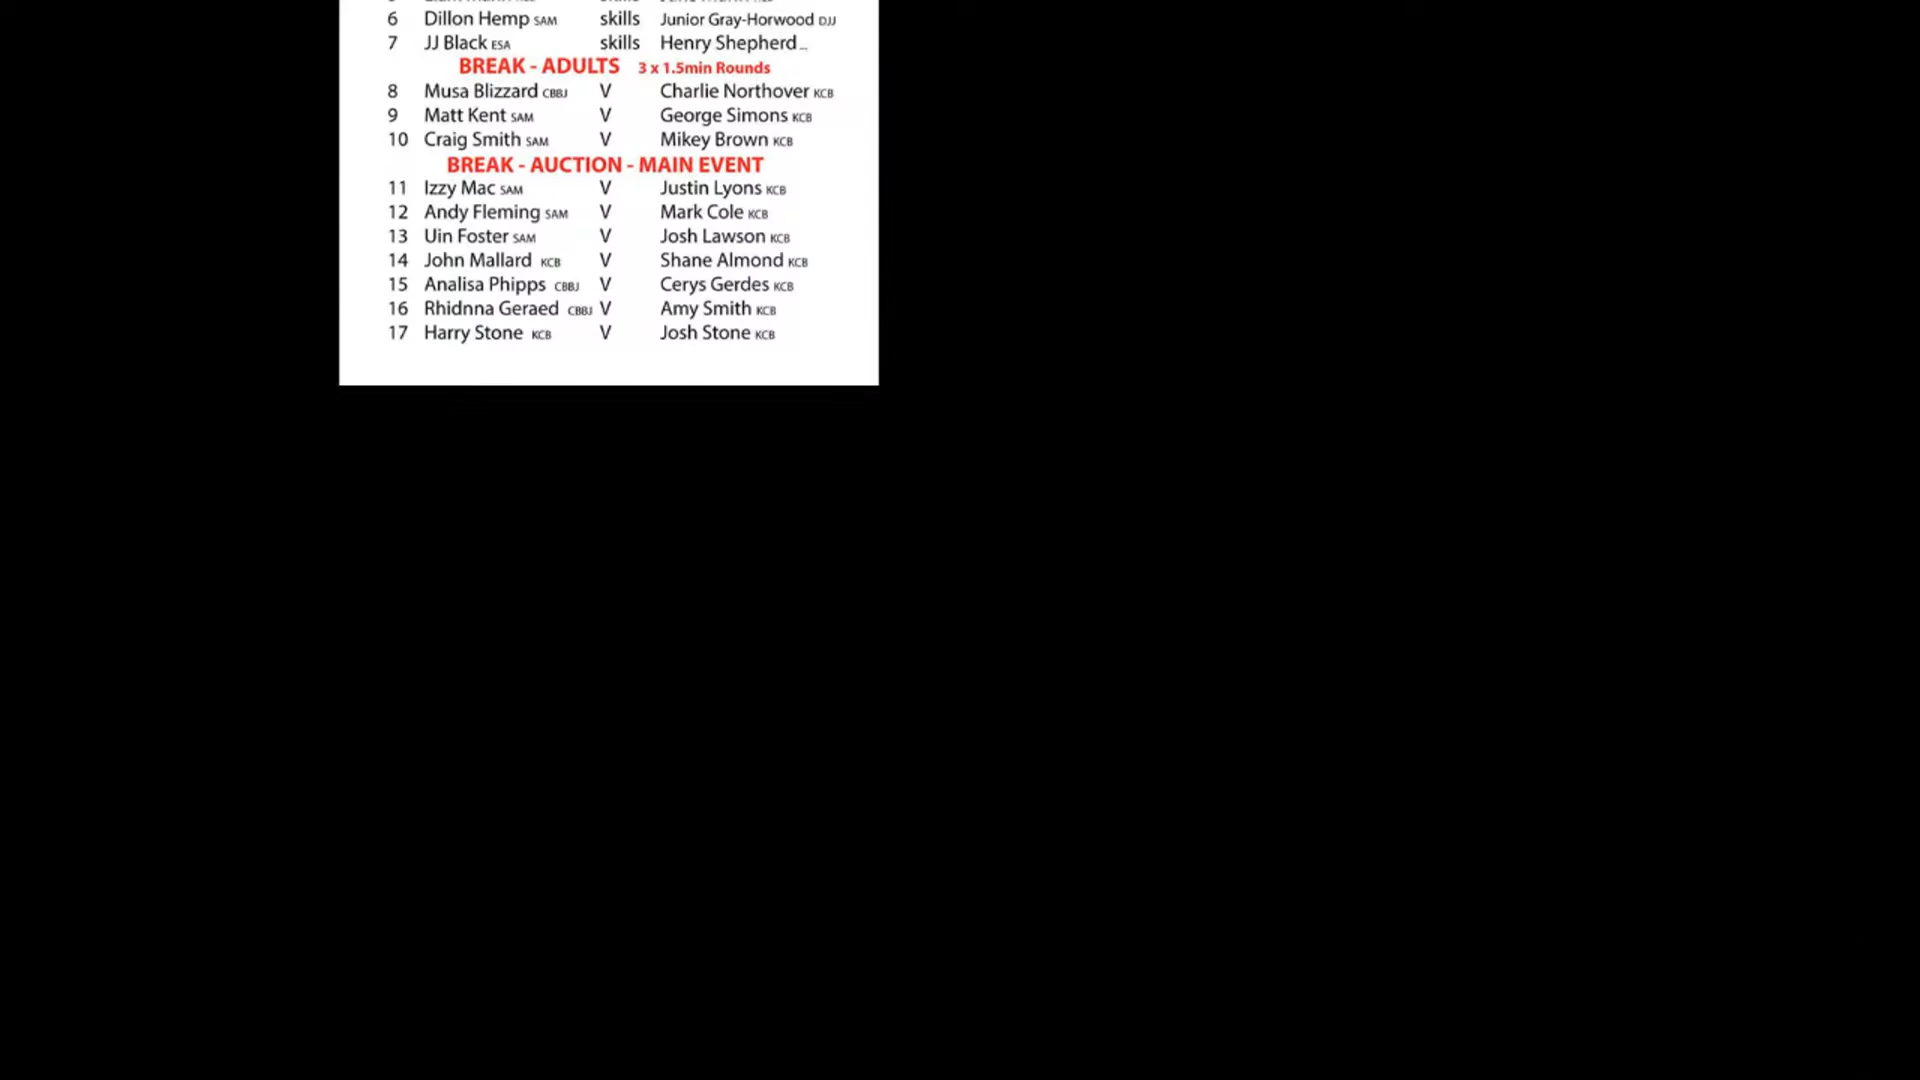 6 Dillon Hemp SAM skills Junior Gray-Horwood DJJ
7 JJ Black ESA skills Henry Shepherd ...
BREAK - ADULTS 3 x 1.5min Rounds
8 Musa Blizzard CBBJ V Charlie Northover KCB
9 Matt Kent SAM V George Simons KCB
10 Craig Smith SAM V Mikey Brown KCB
BREAK - AUCTION - MAIN EVENT
11 Izzy Mac SAM V Justin Lyons KCB
12 Andy Fleming SAM V Mark Cole KCB
13 Uin Foster SAM V Josh Lawson KCB
14 John Mallard KCB V Shane Almond KCB
15 Analisa Phipps CBBJ V Cerys Gerdes KCB
16 Rhidnna Geraed CBBJ V Amy Smith KCB
17 Harry Stone KCB V Josh Stone KCB